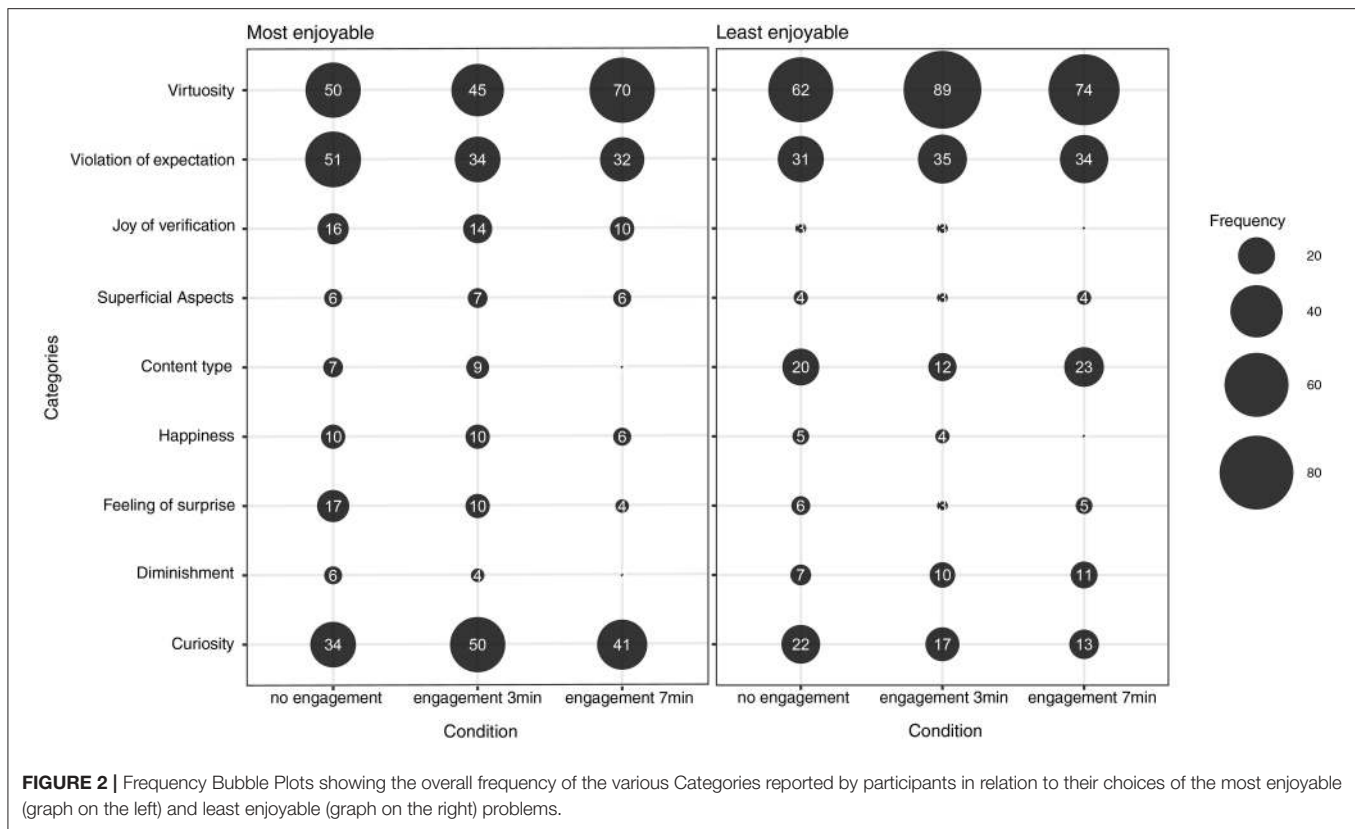 Most enjoyable
Least enjoyable
Virtuosity 50 45 70 62 89 74
Violation of expectation 51 34 32 31 35 34
Joy of verification 16 14 10 3 3
Superficial Aspects 6 7 6 4 3 4
Content type 7 9 20 12 23
Happiness 10 10 6 5 4
Feeling of surprise 17 10 4 6 3 5
Diminishment 6 4 7 10 11
Curiosity 34 50 41 22 17 13
Categories
no engagement engagement 3min engagement 7min no engagement engagement 3min engagement 7min
Condition Condition
Frequency
20
40
60
80
FIGURE 2 | Frequency Bubble Plots showing the overall frequency of the various Categories reported by participants in relation to their choices of the most enjoyable
(graph on the left) and least enjoyable (graph on the right) problems.